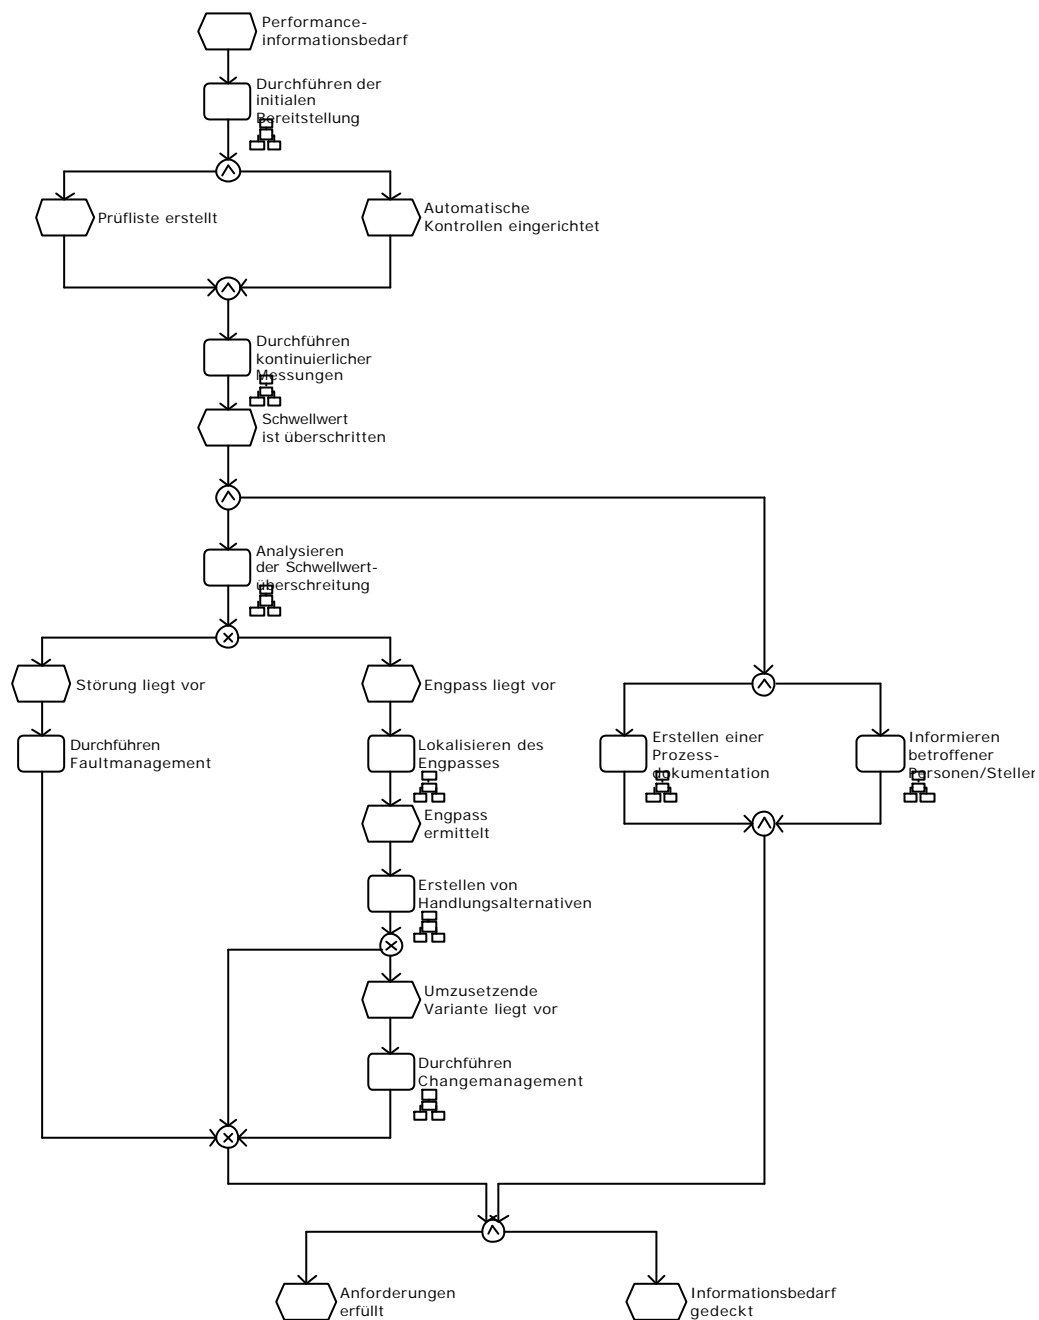 Performance-
informationsbedarf
Durchführen der
initialen
Bereitstellung
Prüfliste erstellt
Automatische
Kontrollen eingerichtet
Durchführen
kontinuierlicher
Messungen
Schwellwert
ist überschritten
Analysieren
der Schwellwert-
überschreitung
Störung liegt vor
Engpass liegt vor
Durchführen
Faultmanagement
Lokalisieren des
Engpasses
Erstellen einer
Prozess-
dokumentation
Informieren
betroffener
Personen/Stellen
Engpass
ermittelt
Erstellen von
Handlungsalternativen
Umzusetzende
Variante liegt vor
Durchführen
Changemanagement
Anforderungen
erfüllt
Informationsbedarf
gedeckt